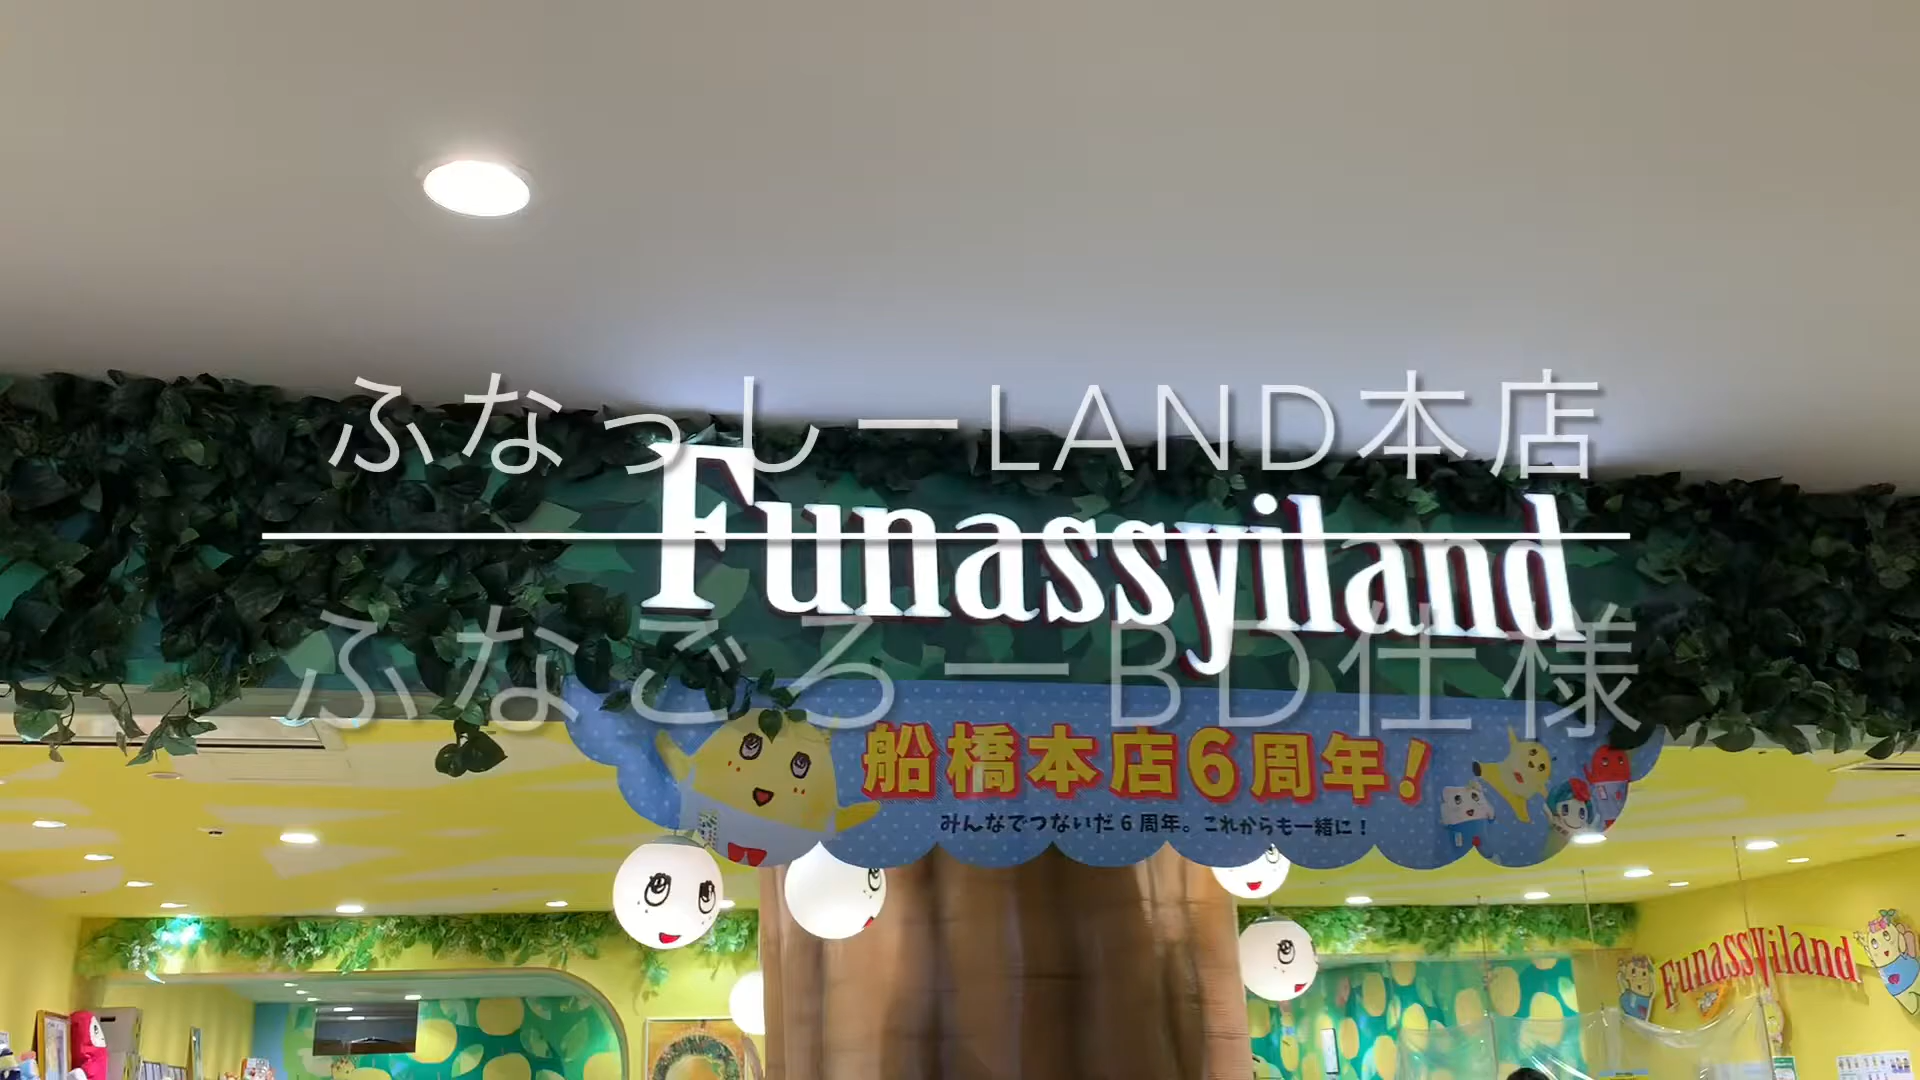 ふなっしーLAND本店
Funassyiland
ふなごろーBD仕様
船橋本店6周年!
みんなでつないだ6周年。これからも一緒に!
Funassyiland